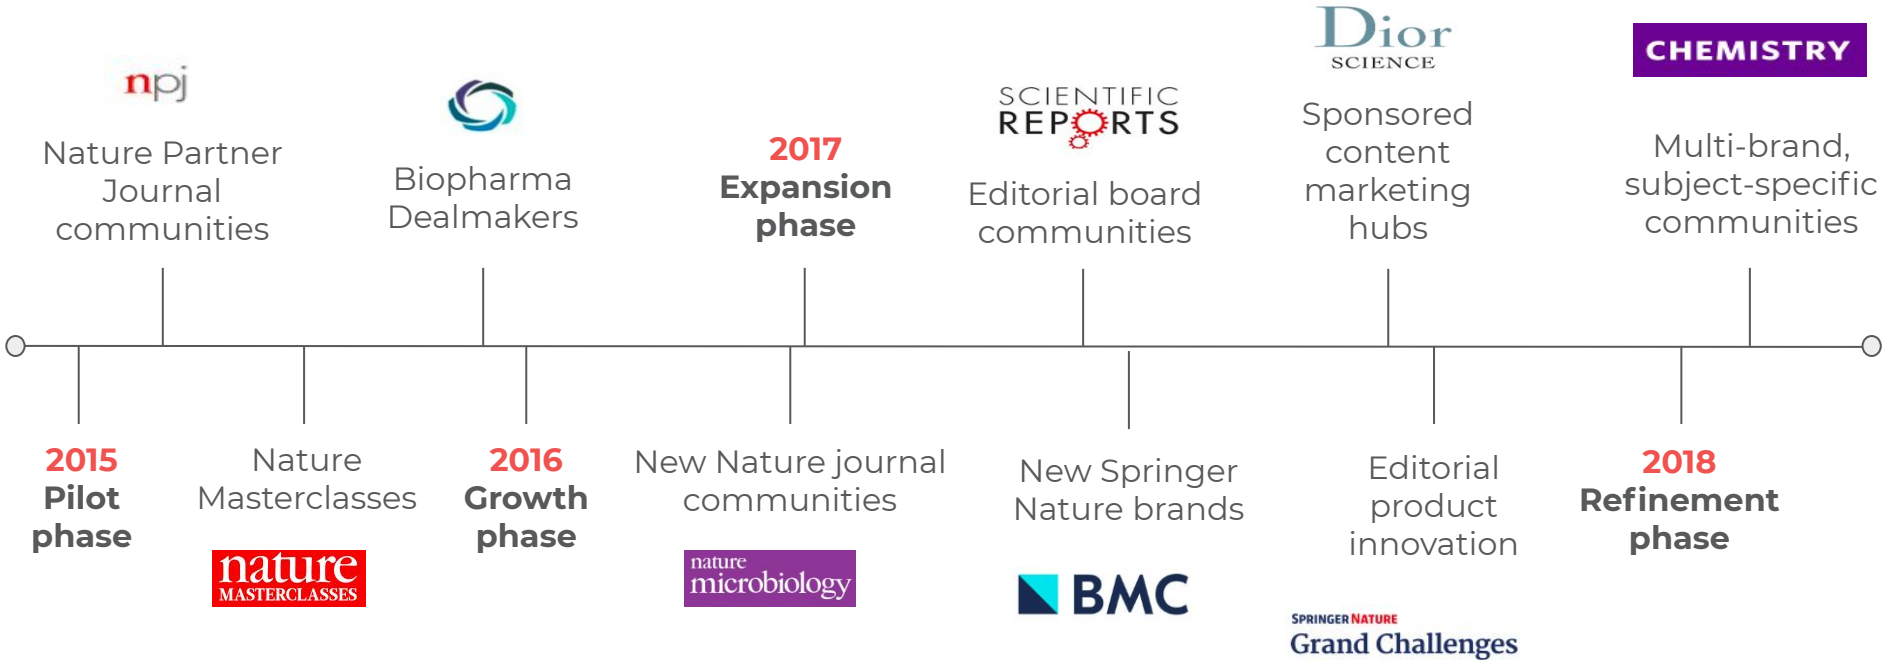 npj
Nature Partner
Journal
communities
Biopharma
Dealmakers
2017
Expansion
phase
SCIENTIFIC
REPORTS
Editorial board
communities
Dior
SCIENCE
Sponsored
content
marketing
hubs
CHEMISTRY
Multi-brand,
subject-specific
communities
2015
Pilot
phase
Nature
Masterclasses
nature
MASTERCLASSES
2016
Growth
phase
New Nature journal
communities
nature
microbiology
New Springer
Nature brands
BMC
Editorial
product
innovation
SPRINGER NATURE
Grand Challenges
2018
Refinement
phase